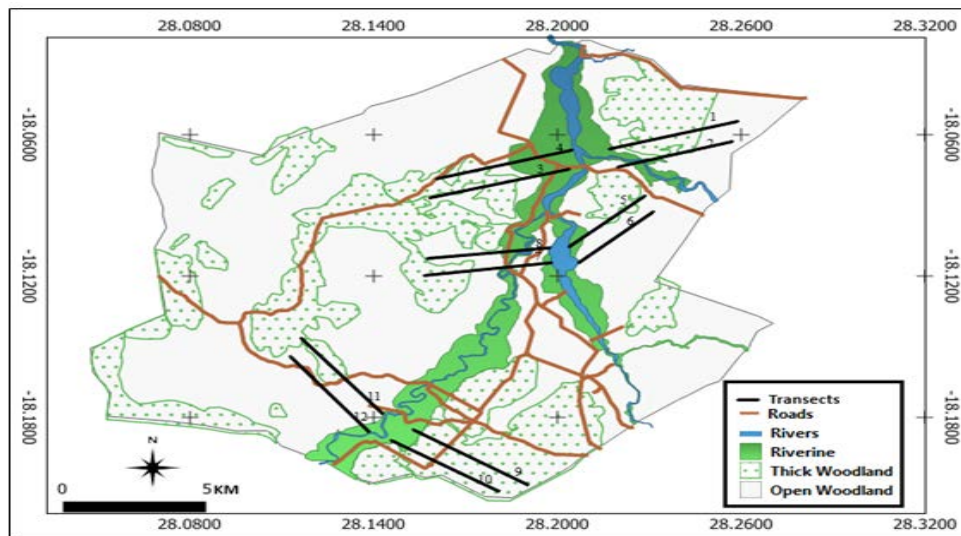 28.0800 28.1400 28.2000 28.2600 28.3200
-18.0600 -18.0600
-18.1200 -18.1200
-18.1800 -18.1800
1
2
4
3
5
6
8
11
12
9
10
N
0 5KM
Transects
Roads
Rivers
Riverine
Thick Woodland
Open Woodland
28.0800 28.1400 28.2000 28.2600 28.3200